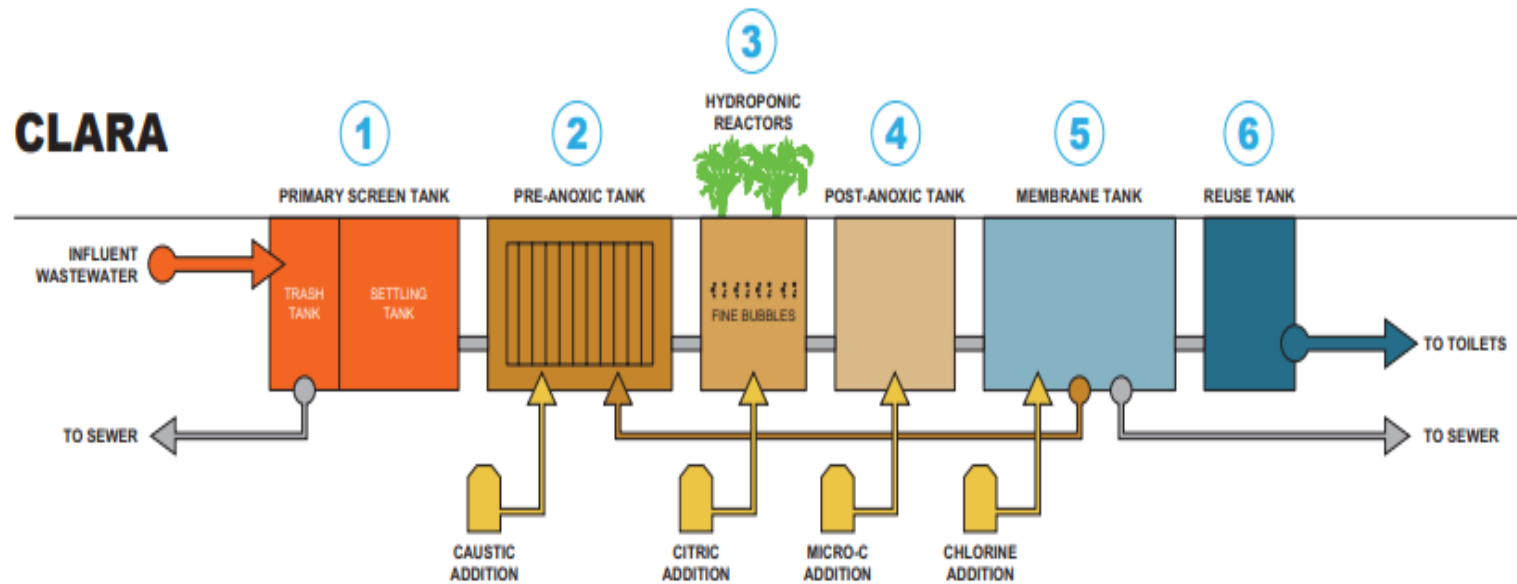 3
HYDROPONIC
REACTORS
CLARA
1
2
4
5
6
PRIMARY SCREEN TANK
PRE-ANOXIC TANK
POST-ANOXIC TANK
MEMBRANE TANK
REUSE TANK
INFLUENT
WASTEWATER
TRASH
TANK
SETTLING
TANK
FINE BUBBLES
TO TOILETS
TO SEWER
TO SEWER
CAUSTIC
ADDITION
CITRIC
ADDITION
MICRO-C
ADDITION
CHLORINE
ADDITION